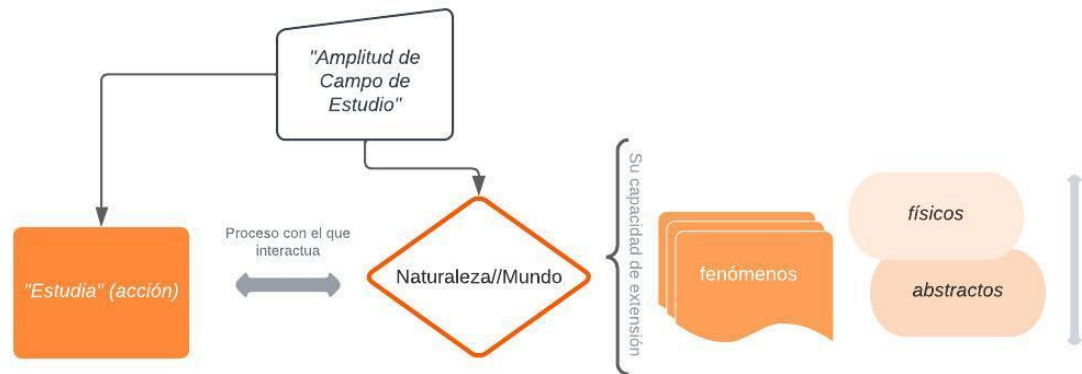 "Amplitud de
Campo de
Estudio"
"Estudia" (acción)
Proceso con el que
interactua
Naturaleza//Mundo
Su capacidad de extensión
fenómenos
físicos
abstractos